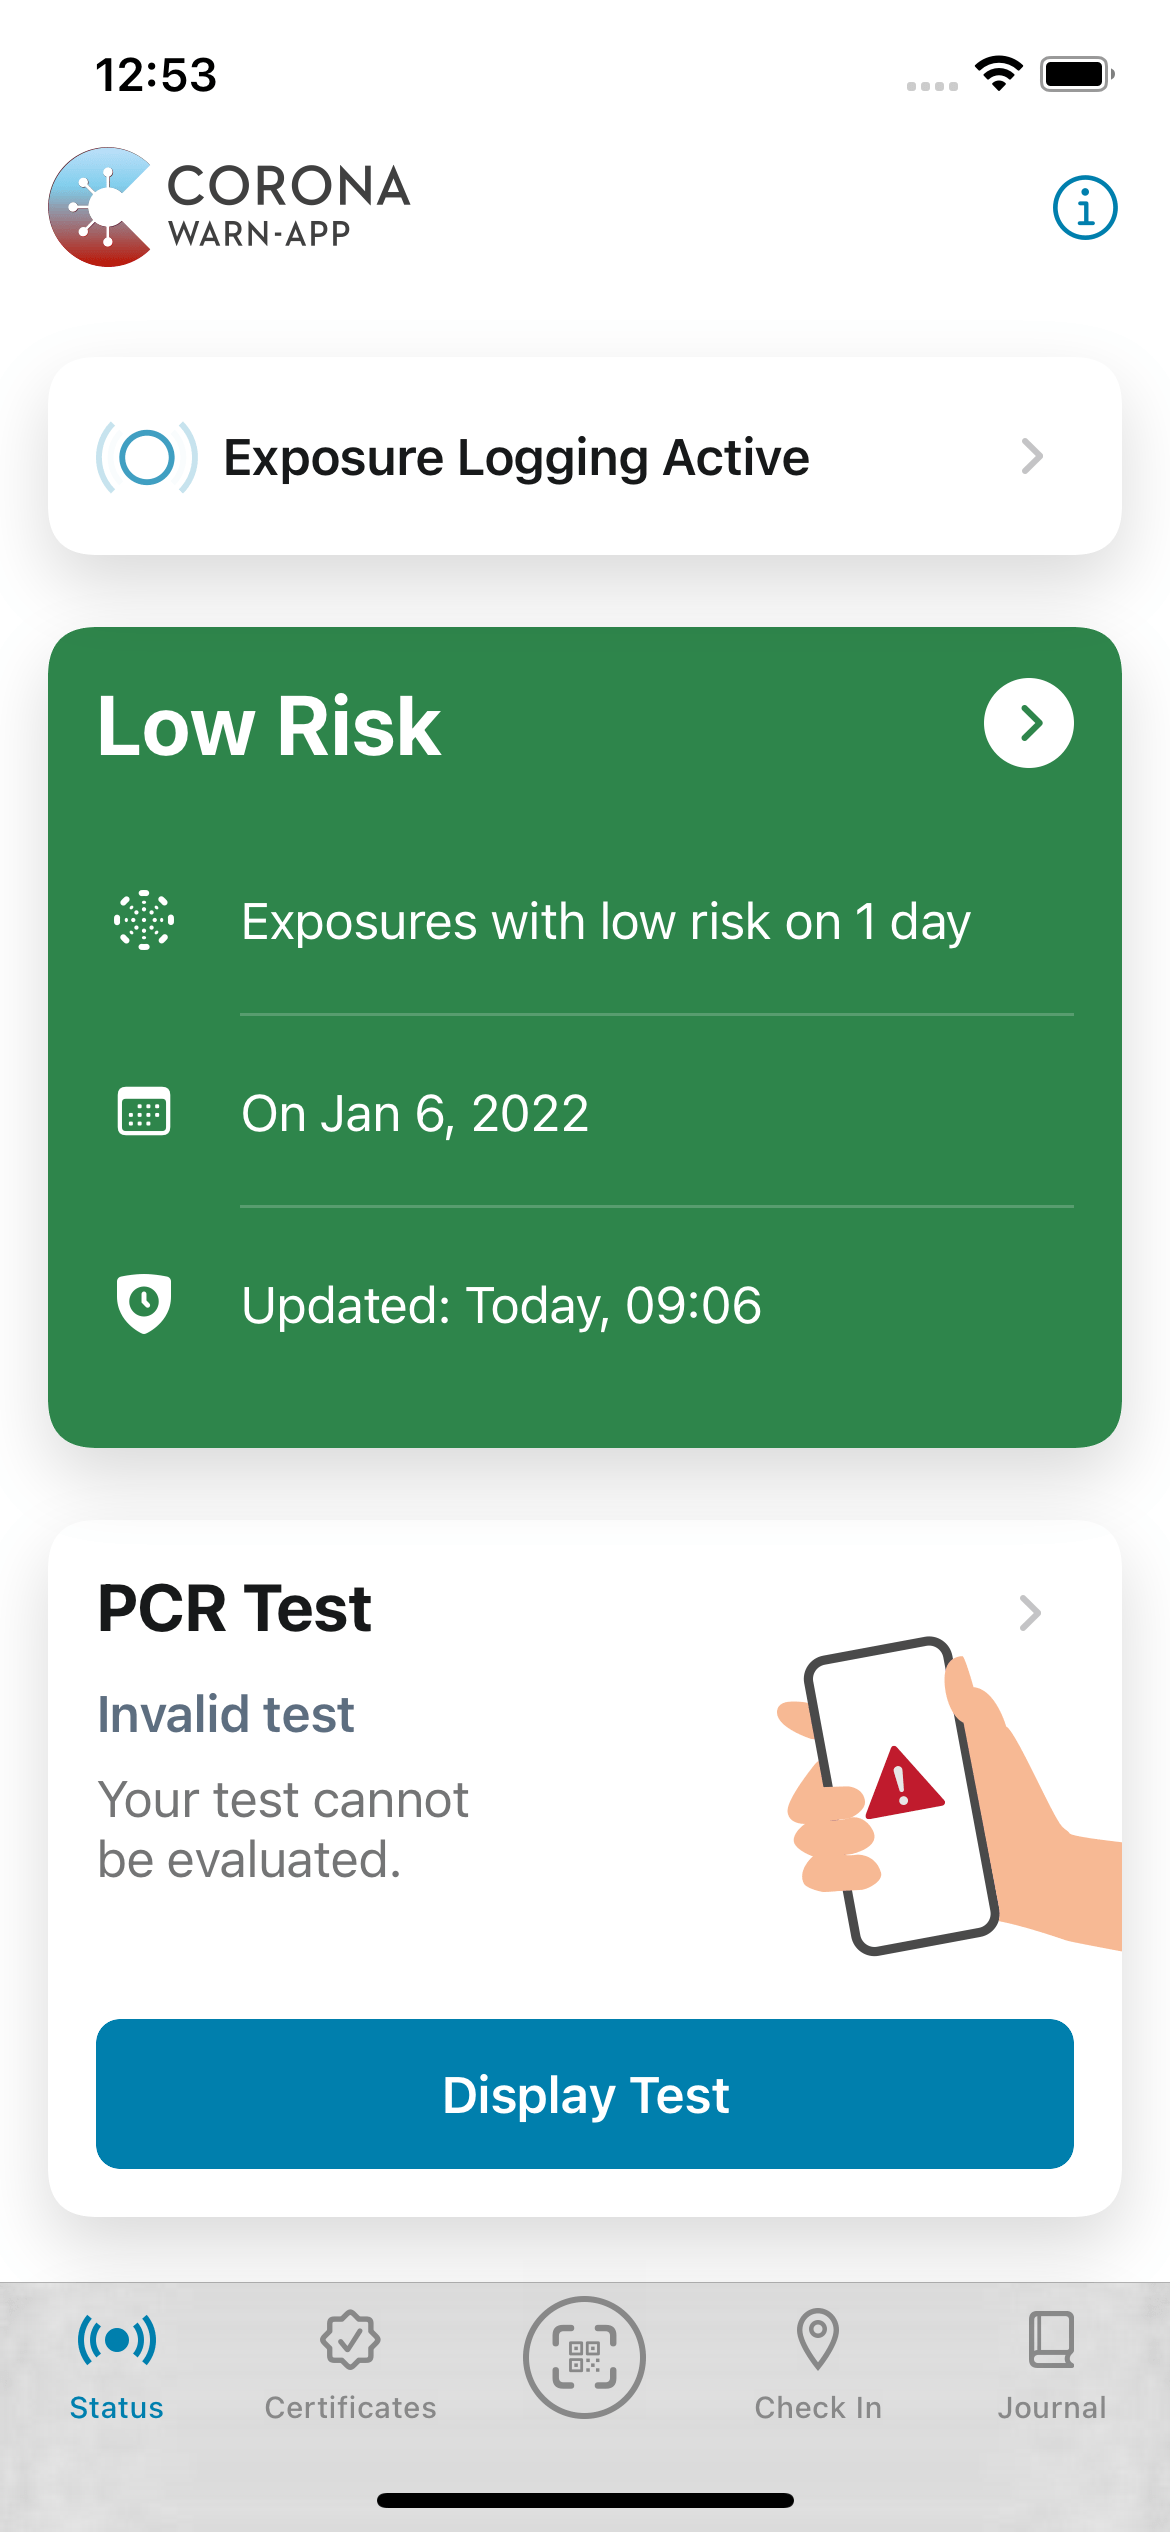 12:53
CORONA
WARN-APP
Exposure Logging Active
Low Risk
Exposures with low risk on 1 day
On Jan 6, 2022
Updated: Today, 09:06
PCR Test
Invalid test
Your test cannot
be evaluated.
Display Test
Status
Certificates
Check In
Journal